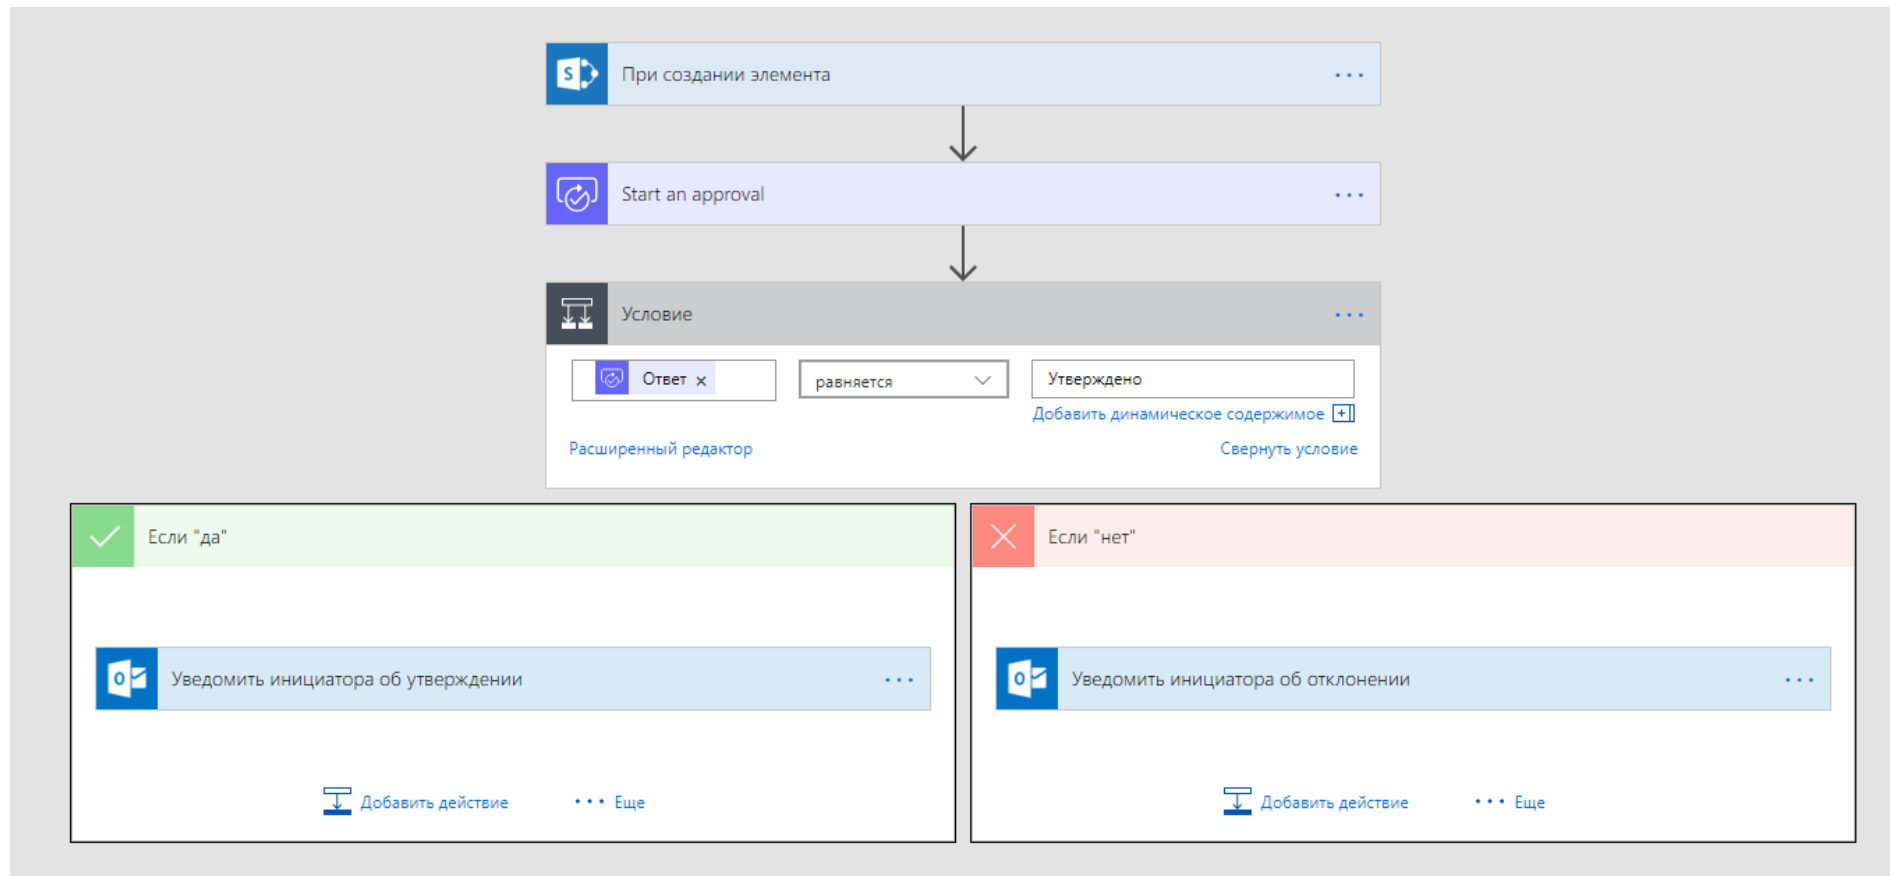 При создании элемента
Start an approval
Условие
Ответ
равняется
Утверждено
Добавить динамическое содержимое
Расширенный редактор
Свернуть условие
Если "да"
Уведомить инициатора об утверждении
Добавить действие
Еще
Если "нет"
Уведомить инициатора об отклонении
Добавить действие
Еще